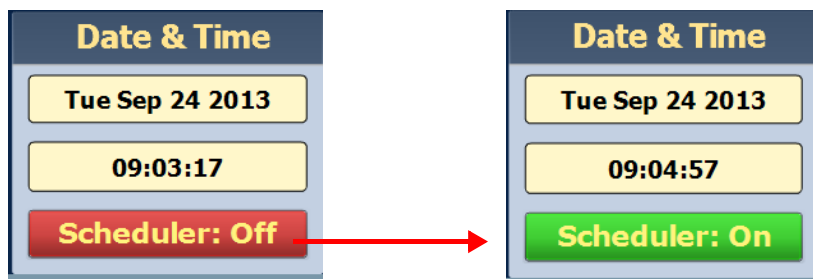 Date & Time
Tue Sep 24 2013
09:03:17
Scheduler: Off
Date & Time
Tue Sep 24 2013
09:04:57
Scheduler: On